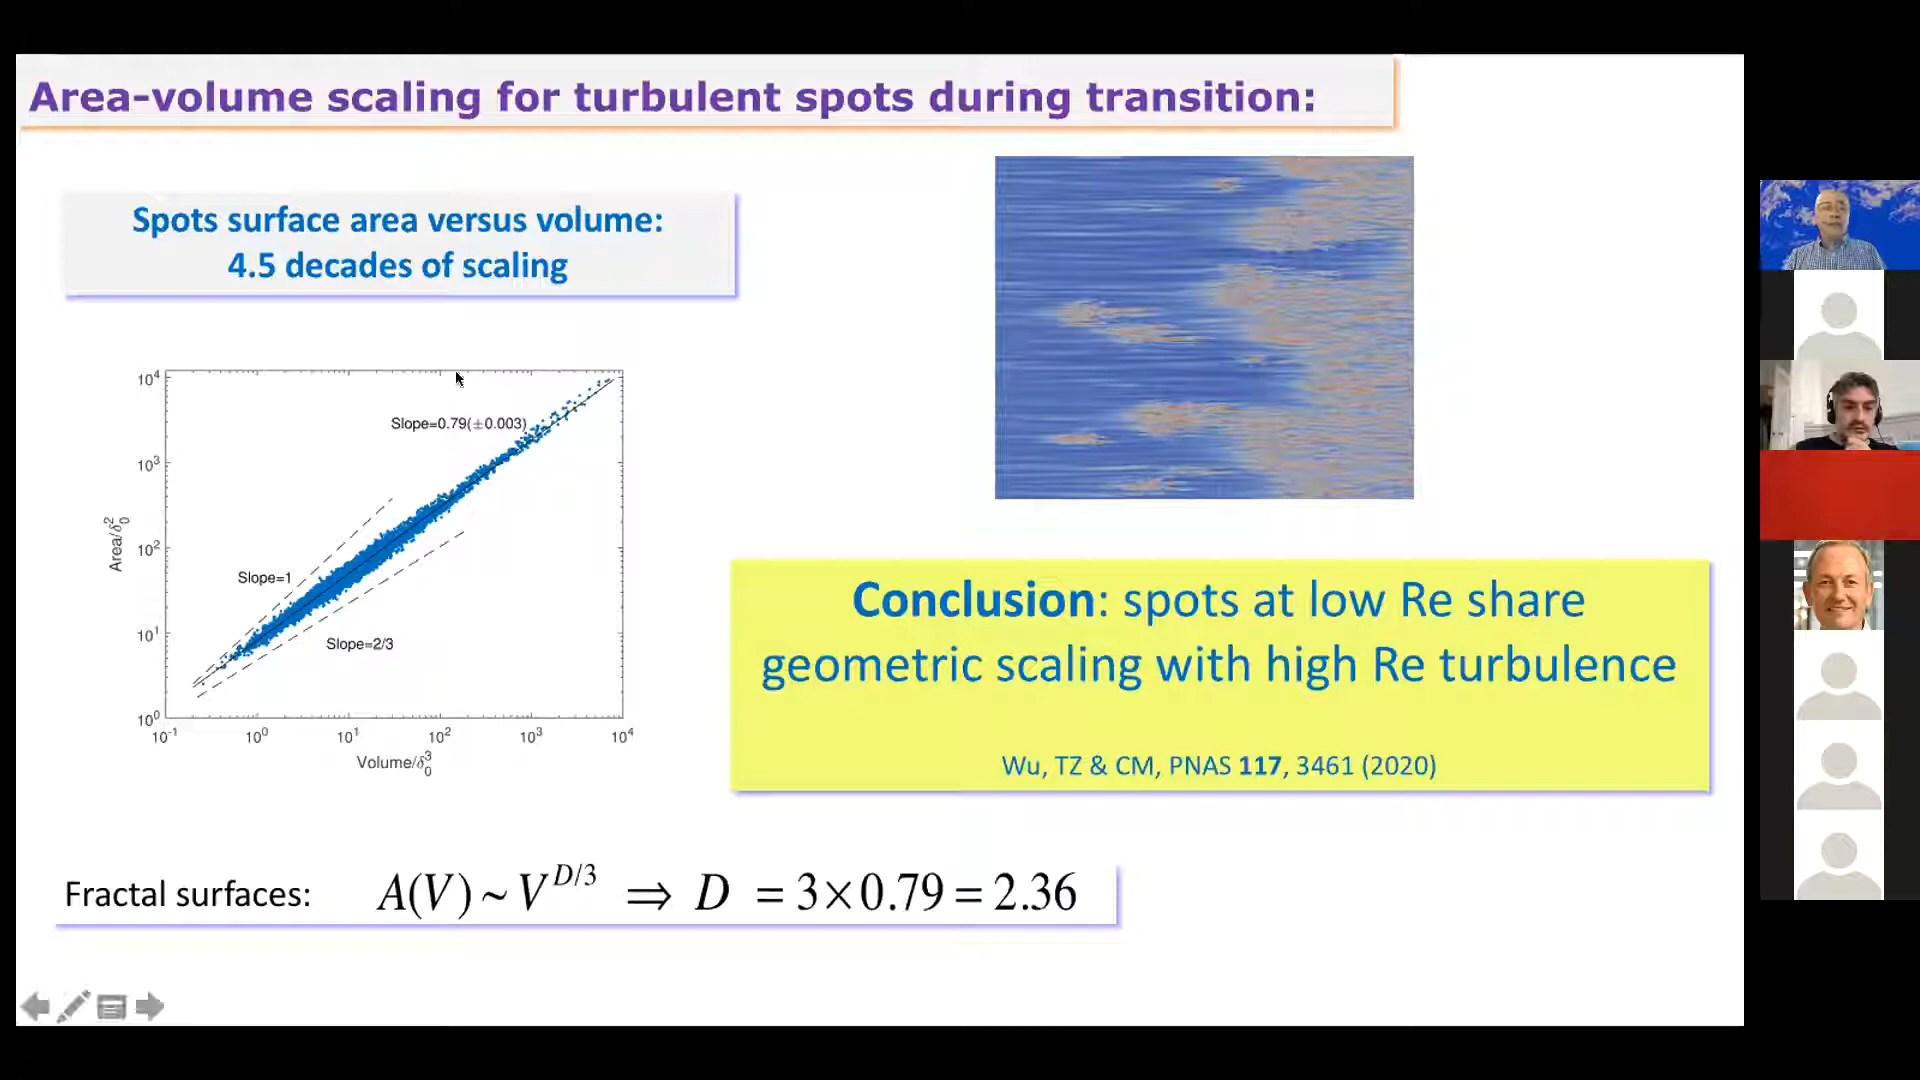 Area-volume scaling for turbulent spots during transition:
Spots surface area versus volume:
4.5 decades of scaling
10^4
10^3
10^2
10^1
10^0
Area/δ_0^2
Slope=0.79(±0.003)
Slope=1
Slope=2/3
10^-1 10^0 10^1 10^2 10^3 10^4
Volume/δ_0^3
Conclusion: spots at low Re share
geometric scaling with high Re turbulence
Wu, TZ & CM, PNAS 117, 3461 (2020)
Fractal surfaces: A(V) ~ V^D/3 ⇒ D = 3×0.79 = 2.36